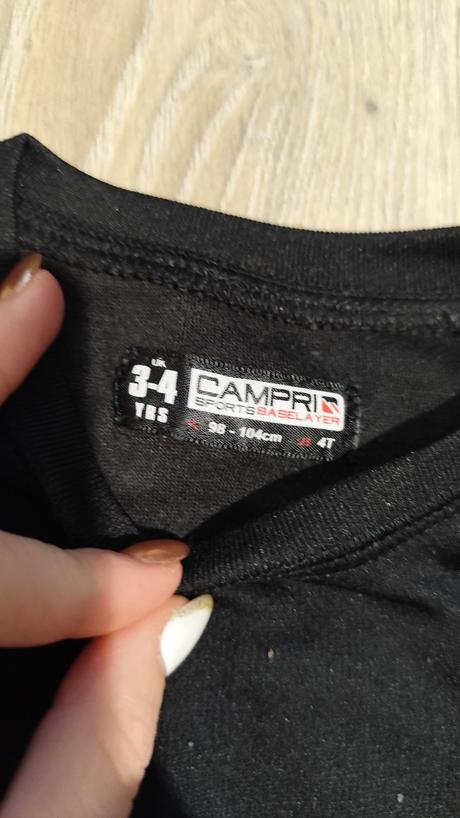 UK
3-4
YRS
CAMPRI
SPORTS BASELAYER
98 - 104cm
4T